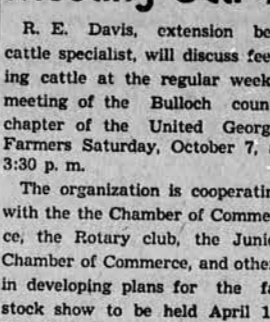 R. E. Davis, extension be
cattle specialist, will discuss fee
ing cattle at the regular week
meeting of the Bulloch coun
chapter of the United Georg
Farmers Saturday, October 7,
3:30 p. m.
The organization is cooperatin
with the the Chamber of Comme
ce, the Rotary club, the Juni
Chamber of Commerce, and othe
in developing plans for the fa
stock show to be held April 1